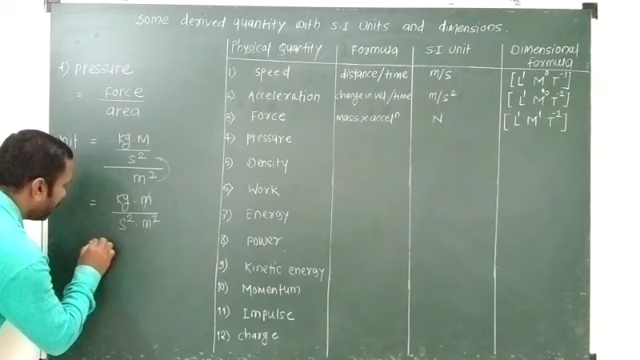 Some derived quantity with S.I Units and dimensions.
4) Pressure
= Force / area
= kg.M / s² / m²
= kg.m / s².m²
Physical Quantity | Formula | S.I Unit | Dimensional formula
1) Speed | distance/time | m/s | [L¹ M⁰ T⁻¹]
2) Acceleration | change in vel/time | m/s² | [L¹ M⁰ T⁻²]
3) Force | mass x accelⁿ | N | [L¹ M¹ T⁻²]
4) Pressure
5) Density
6) Work
7) Energy
8) Power
9) Kinetic energy
10) Momentum
11) Impulse
12) Charge